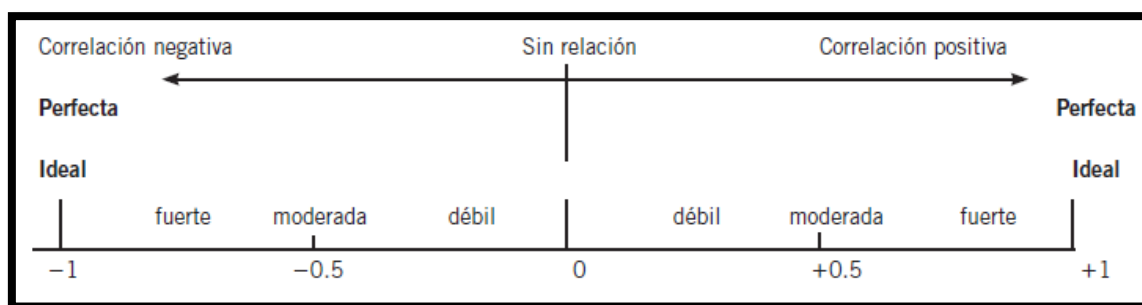 Correlación negativa Sin relación Correlación positiva
Perfecta Perfecta
Ideal Ideal
fuerte moderada débil débil moderada fuerte
−1 −0.5 0 +0.5 +1